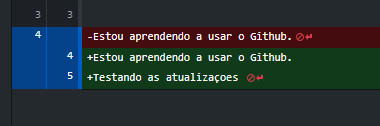 3 3
4 -Estou aprendendo a usar o Github.
4 +Estou aprendendo a usar o Github.
5 +Testando as atualizaçoes